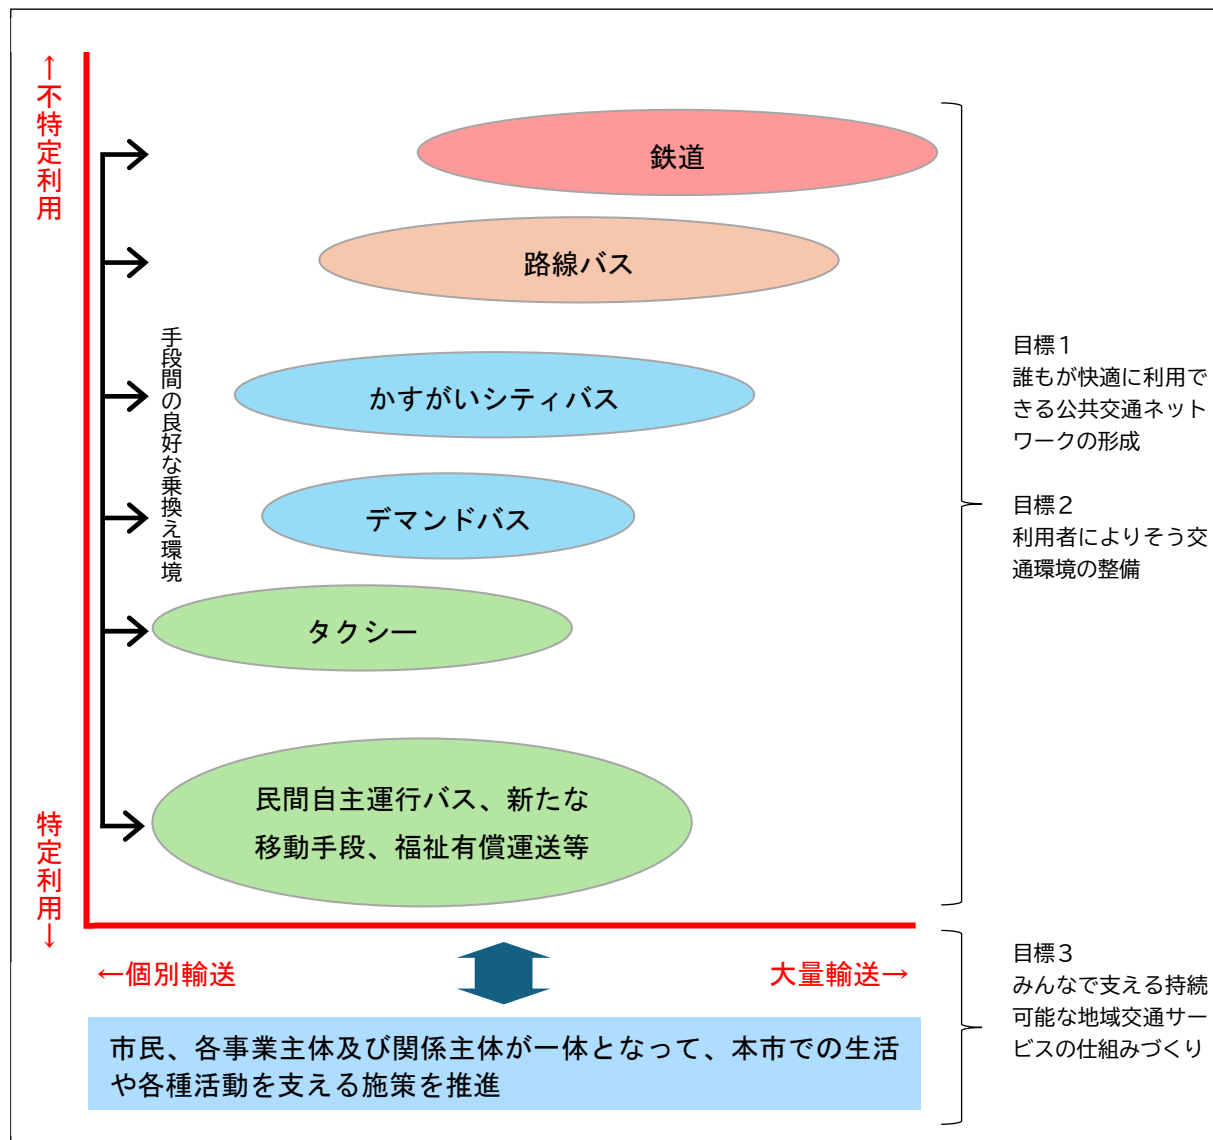 ↑不特定利用
鉄道
路線バス
手段間の良好な乗換え環境
かすがいシティバス
デマンドバス
タクシー
民間自主運行バス、新たな
移動手段、福祉有償運送等
特定利用↓
←個別輸送
大量輸送→
市民、各事業主体及び関係主体が一体となって、本市での生活
や各種活動を支える施策を推進
目標1
誰もが快適に利用で
きる公共交通ネット
ワークの形成
目標2
利用者によりそう交
通環境の整備
目標3
みんなで支える持続
可能な地域交通サー
ビスの仕組みづくり